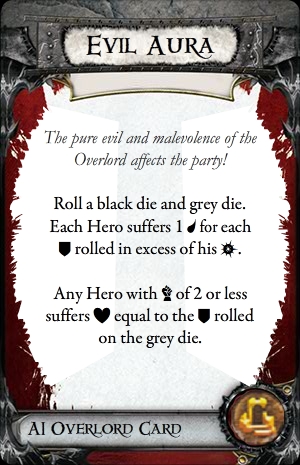 Evil Aura
The pure evil and malevolence of the
Overlord affects the party!
Roll a black die and grey die.
Each Hero suffers 1 for each
rolled in excess of his .
Any Hero with of 2 or less
suffers equal to the rolled
on the grey die.
AI Overlord Card